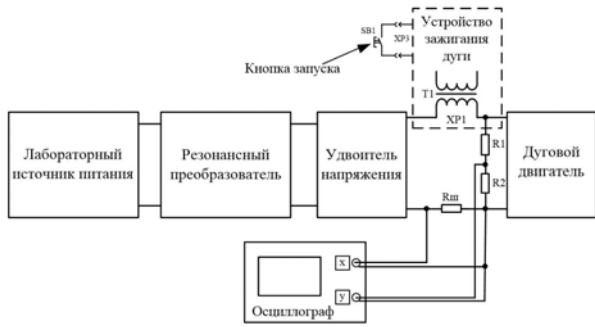 Устройство
зажигания
дуги
SB1
XP3
Кнопка запуска
T1
XP1
Лабораторный
источник питания
Резонансный
преобразователь
Удвоитель
напряжения
R1
R2
Rш
Дуговой
двигатель
x
y
Осциллограф